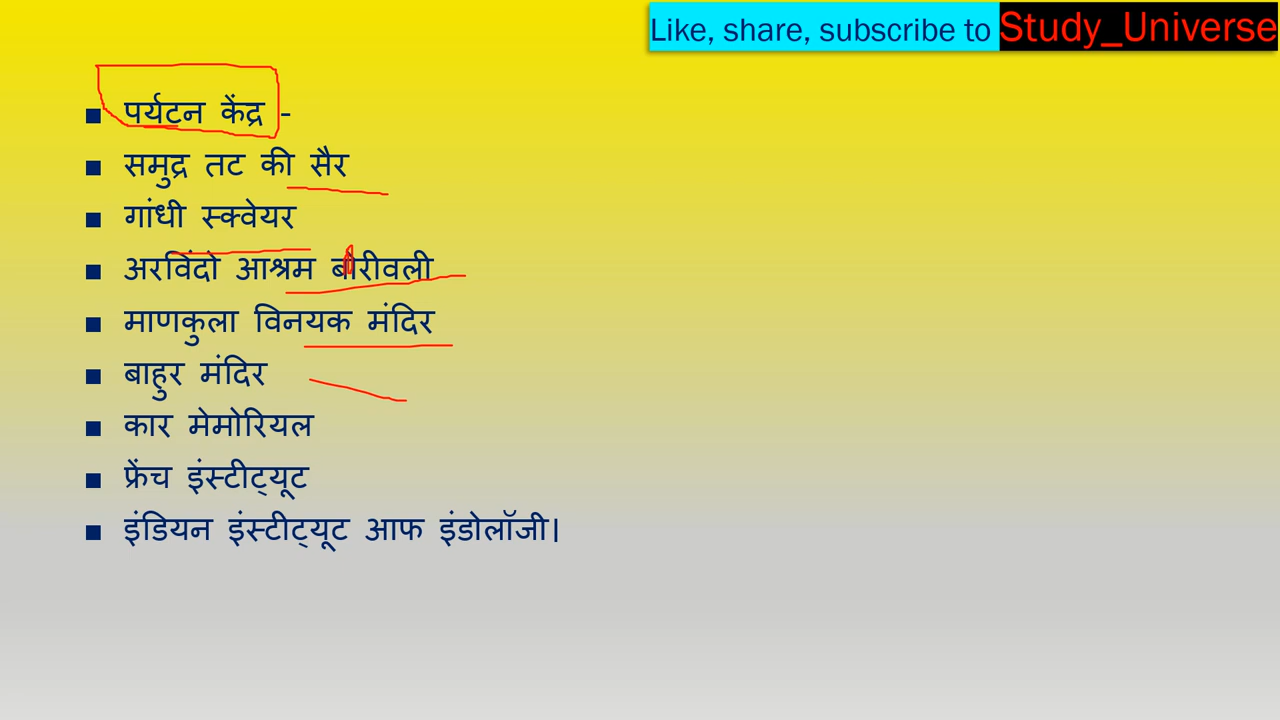 Like, share, subscribe to Study_Universe
पर्यटन केंद्र -
समुद्र तट की सैर
गांधी स्क्वेयर
अरविंदो आश्रम बोरीवली
माणकुला विनयक मंदिर
बाहुर मंदिर
कार मेमोरियल
फ्रेंच इंस्टीट्यूट
इंडियन इंस्टीट्यूट आफ इंडोलॉजी।